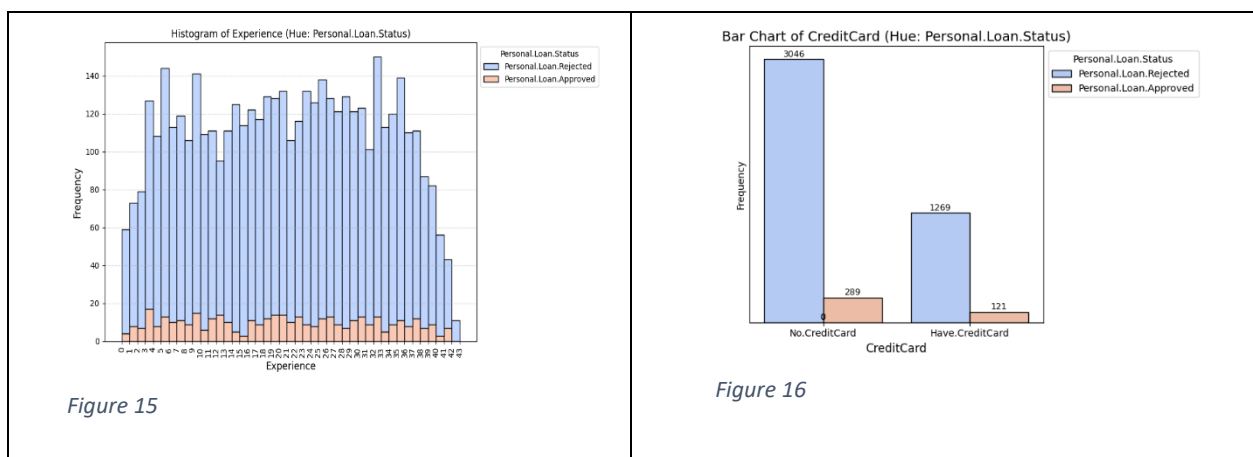 Histogram of Experience (Hue: Personal.Loan.Status)
Personal.Loan.Status
Personal.Loan.Rejected
Personal.Loan.Approved
Frequency
140
120
100
80
60
40
20
0
0 1 2 3 4 5 6 7 8 9 10 11 12 13 14 15 16 17 18 19 20 21 22 23 24 25 26 27 28 29 30 31 32 33 34 35 36 37 38 39 40 41 42 43
Experience
Figure 15
Bar Chart of CreditCard (Hue: Personal.Loan.Status)
Personal.Loan.Status
Personal.Loan.Rejected
Personal.Loan.Approved
Frequency
3046
1269
289
121
0
No.CreditCard Have.CreditCard
CreditCard
Figure 16